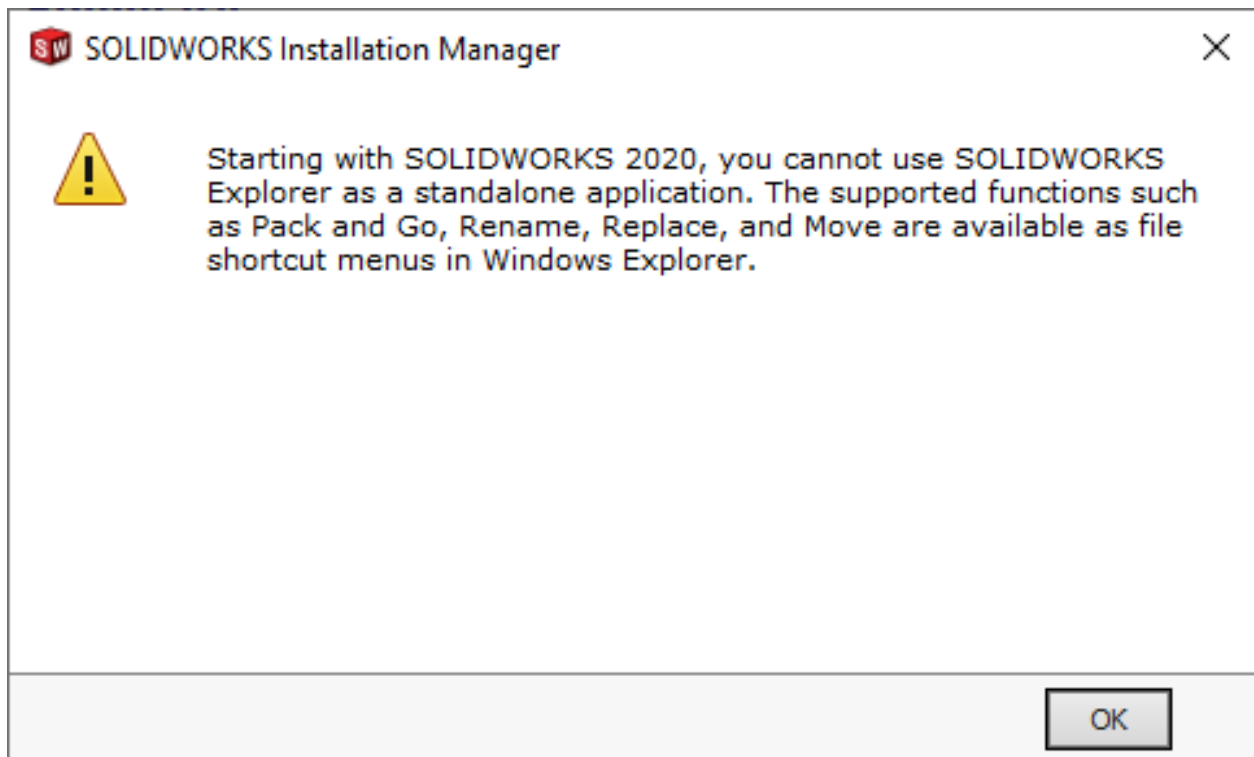 SW SOLIDWORKS Installation Manager
Starting with SOLIDWORKS 2020, you cannot use SOLIDWORKS
Explorer as a standalone application. The supported functions such
as Pack and Go, Rename, Replace, and Move are available as file
shortcut menus in Windows Explorer.
OK